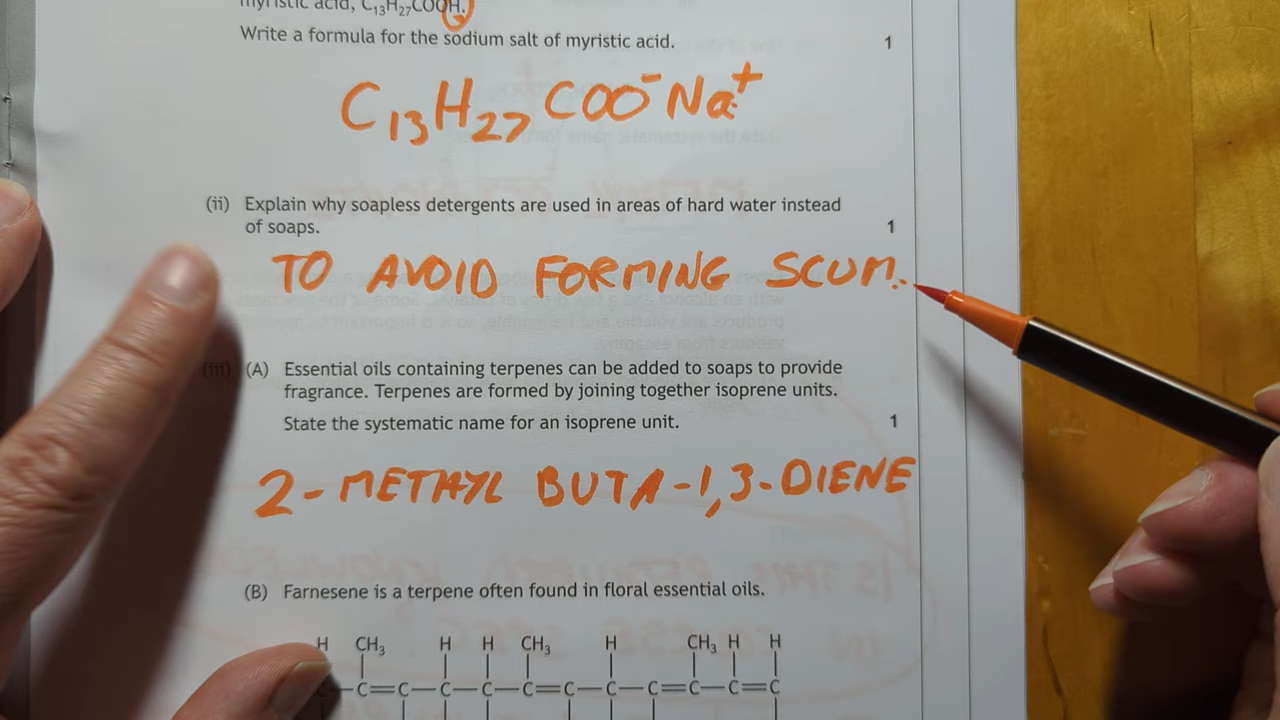 myristic acid, C₁₃H₂₇COOH.
Write a formula for the sodium salt of myristic acid. 1
C₁₃H₂₇COO⁻Na⁺
(ii) Explain why soapless detergents are used in areas of hard water instead
of soaps. 1
TO AVOID FORMING SCUM.
(iii) (A) Essential oils containing terpenes can be added to soaps to provide
fragrance. Terpenes are formed by joining together isoprene units.
State the systematic name for an isoprene unit. 1
2-METHYL BUTA-1,3-DIENE
(B) Farnesene is a terpene often found in floral essential oils.
H CH₃ H H CH₃ H CH₃ H H
C=C—C—C—C=C—C—C=C—C=C